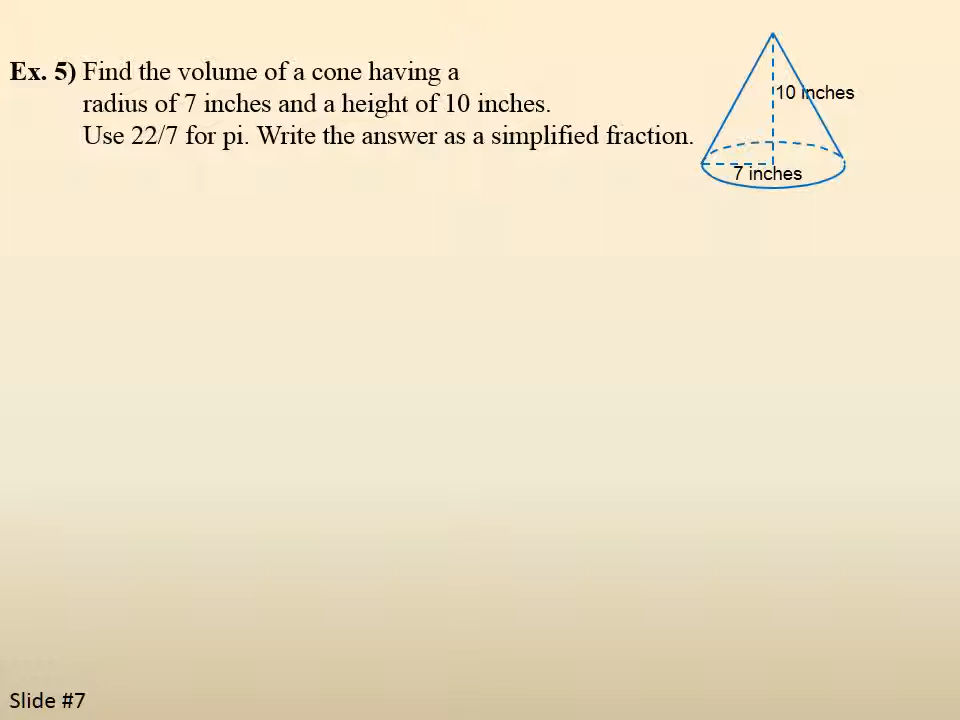 Ex. 5) Find the volume of a cone having a
radius of 7 inches and a height of 10 inches.
Use 22/7 for pi. Write the answer as a simplified fraction.
10 inches
7 inches
Slide #7